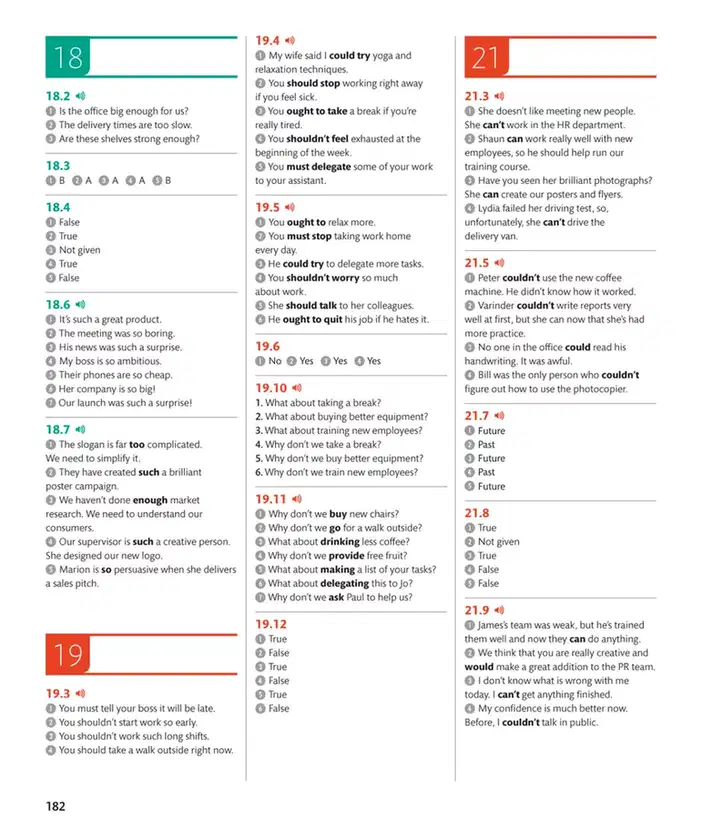 18
18.2
1 Is the office big enough for us?
2 The delivery times are too slow.
3 Are these shelves strong enough?
18.3
1 B 2 A 3 A 4 A 5 B
18.4
1 False
2 True
3 Not given
4 True
5 False
18.6
1 It's such a great product.
2 The meeting was so boring.
3 His news was such a surprise.
4 My boss is so ambitious.
5 Their phones are so cheap.
6 Her company is so big!
7 Our launch was such a surprise!
18.7
1 The slogan is far too complicated.
We need to simplify it.
2 They have created such a brilliant
poster campaign.
3 We haven't done enough market
research. We need to understand our
consumers.
4 Our supervisor is such a creative person.
She designed our new logo.
5 Marion is so persuasive when she delivers
a sales pitch.
19
19.3
1 You must tell your boss it will be late.
2 You shouldn't start work so early.
3 You shouldn't work such long shifts.
4 You should take a walk outside right now.
19.4
1 My wife said I could try yoga and
relaxation techniques.
2 You should stop working right away
if you feel sick.
3 You ought to take a break if you're
really tired.
4 You shouldn't feel exhausted at the
beginning of the week.
5 You must delegate some of your work
to your assistant.
19.5
1 You ought to relax more.
2 You must stop taking work home
every day.
3 He could try to delegate more tasks.
4 You shouldn't worry so much
about work.
5 She should talk to her colleagues.
6 He ought to quit his job if he hates it.
19.6
1 No 2 Yes 3 Yes 4 Yes
19.10
1. What about taking a break?
2. What about buying better equipment?
3. What about training new employees?
4. Why don't we take a break?
5. Why don't we buy better equipment?
6. Why don't we train new employees?
19.11
1 Why don't we buy new chairs?
2 Why don't we go for a walk outside?
3 What about drinking less coffee?
4 Why don't we provide free fruit?
5 What about making a list of your tasks?
6 What about delegating this to Jo?
7 Why don't we ask Paul to help us?
19.12
1 True
2 False
3 True
4 False
5 True
6 False
21
21.3
1 She doesn't like meeting new people.
She can't work in the HR department.
2 Shaun can work really well with new
employees, so he should help run our
training course.
3 Have you seen her brilliant photographs?
She can create our posters and flyers.
4 Lydia failed her driving test, so,
unfortunately, she can't drive the
delivery van.
21.5
1 Peter couldn't use the new coffee
machine. He didn't know how it worked.
2 Varinder couldn't write reports very
well at first, but she can now that she's had
more practice.
3 No one in the office could read his
handwriting. It was awful.
4 Bill was the only person who couldn't
figure out how to use the photocopier.
21.7
1 Future
2 Past
3 Future
4 Past
5 Future
21.8
1 True
2 Not given
3 True
4 False
5 False
21.9
1 James's team was weak, but he's trained
them well and now they can do anything.
2 We think that you are really creative and
would make a great addition to the PR team.
3 I don't know what is wrong with me
today. I can't get anything finished.
4 My confidence is much better now.
Before, I couldn't talk in public.
182